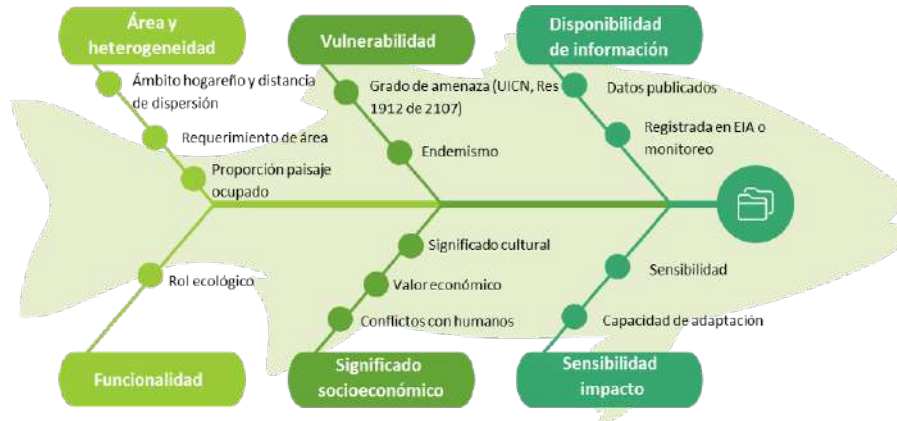 Área y
heterogeneidad
Vulnerabilidad
Disponibilidad
de información
Ámbito hogareño y distancia
de dispersión
Requerimiento de área
Proporción paisaje
ocupado
Grado de amenaza (UICN, Res
1912 de 2107)
Endemismo
Datos publicados
Registrada en EIA o
monitoreo
Rol ecológico
Significado cultural
Valor económico
Conflictos con humanos
Sensibilidad
Capacidad de adaptación
Funcionalidad
Significado
socioeconómico
Sensibilidad
impacto